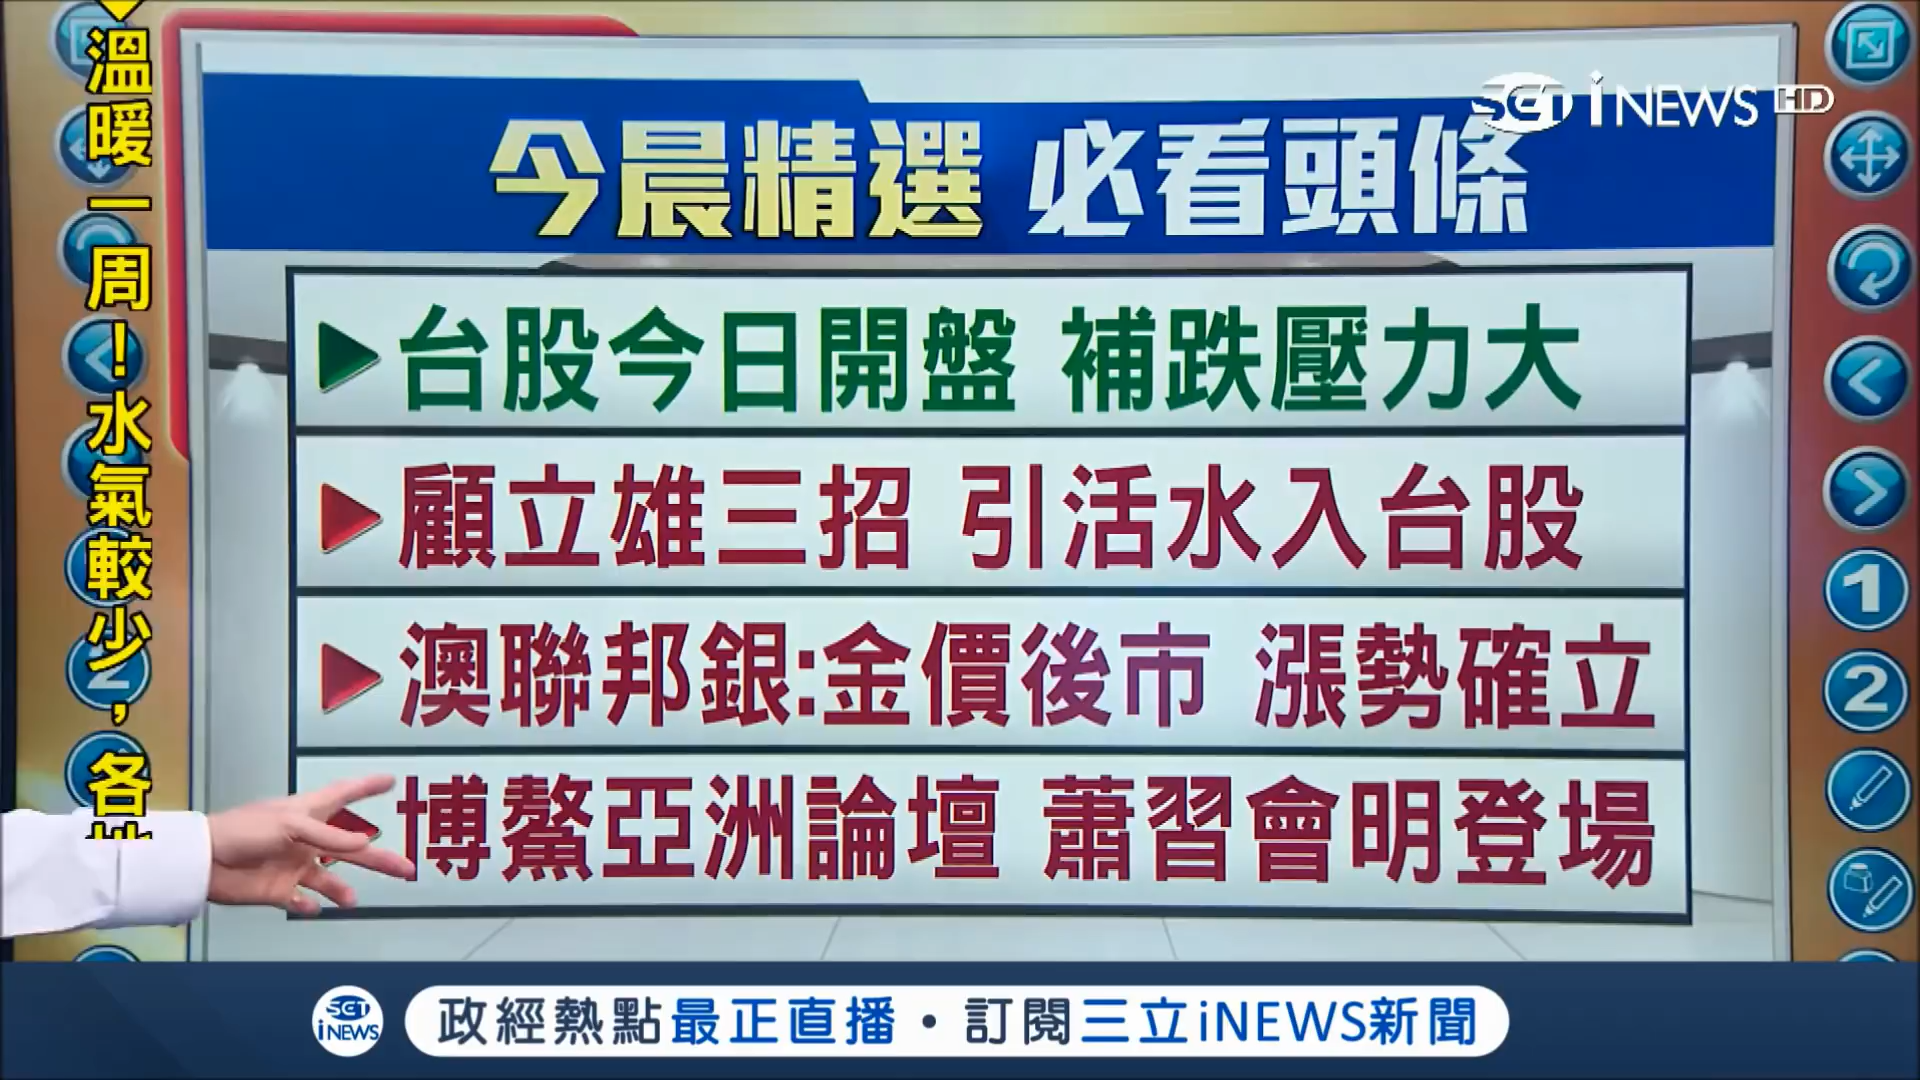 SET iNEWS HD
今晨精選 必看頭條
台股今日開盤 補跌壓力大
顧立雄三招 引活水入台股
澳聯邦銀:金價後市 漲勢確立
博鰲亞洲論壇 蕭習會明登場
溫暖一周！水氣較少，各地
1
2
2
SET iNEWS
政經熱點最正直播・訂閱三立iNEWS新聞